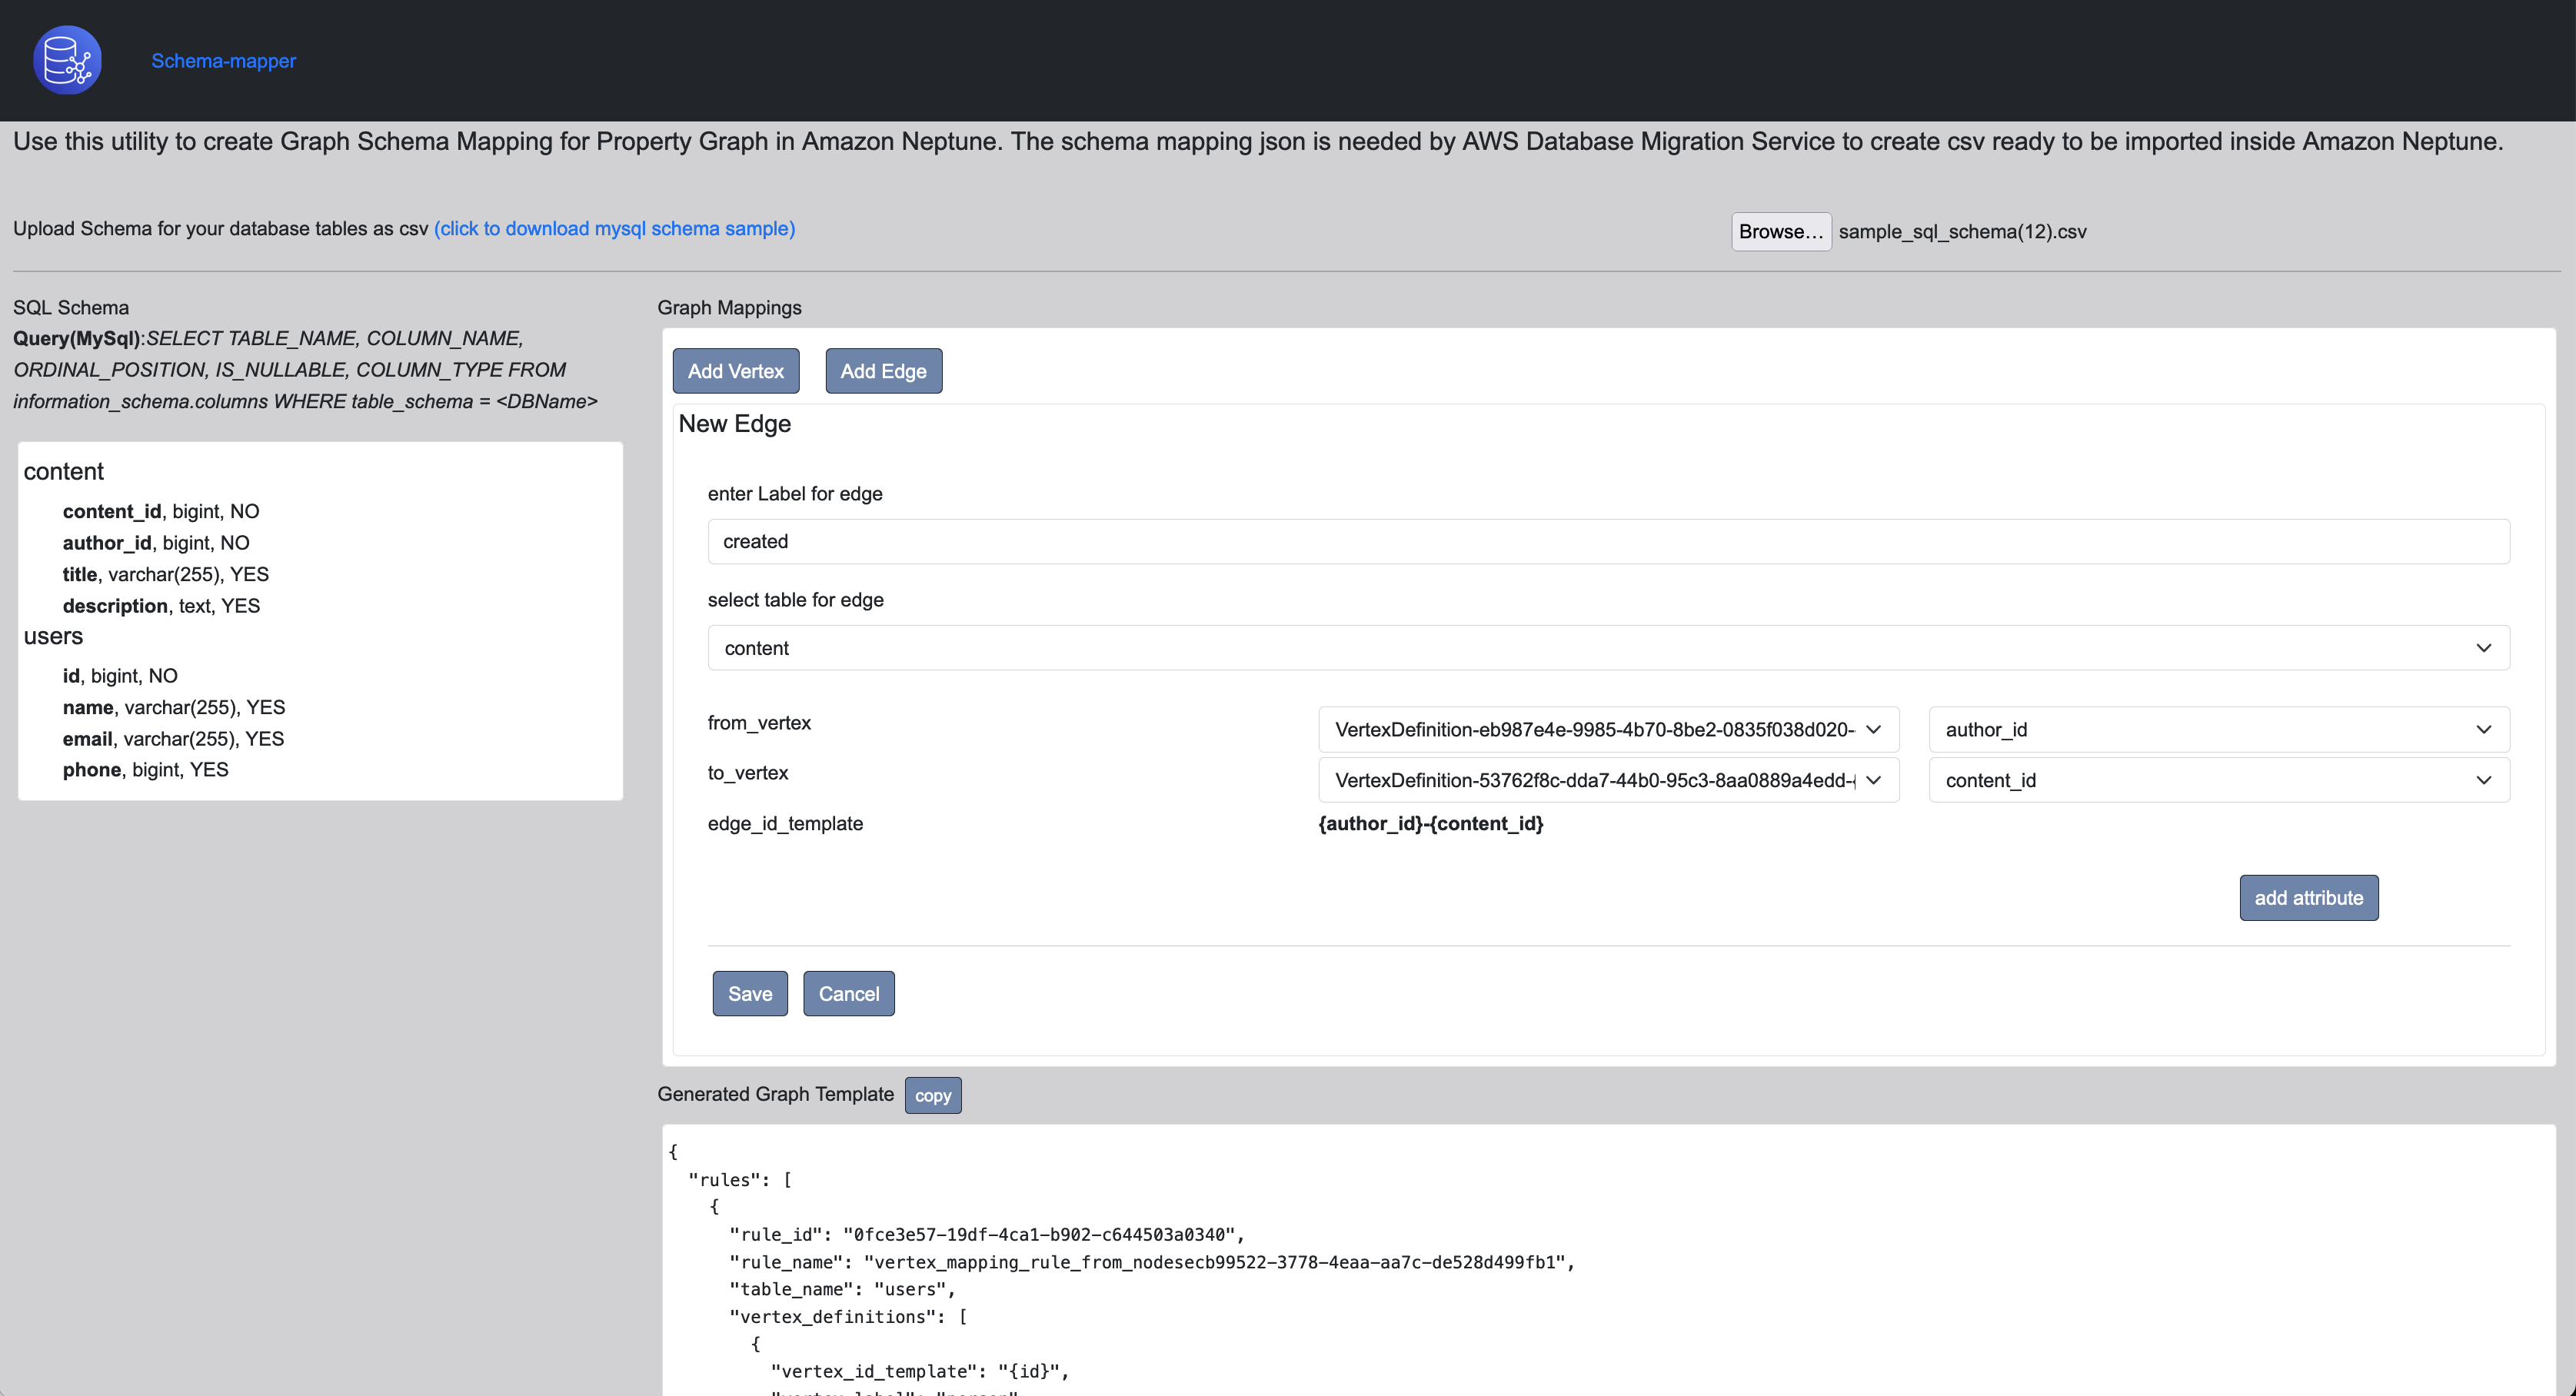 Schema-mapper
Use this utility to create Graph Schema Mapping for Property Graph in Amazon Neptune. The schema mapping json is needed by AWS Database Migration Service to create csv ready to be imported inside Amazon Neptune.
Upload Schema for your database tables as csv (click to download mysql schema sample)
Browse... sample_sql_schema(12).csv
SQL Schema
Query(MySql):SELECT TABLE_NAME, COLUMN_NAME,
ORDINAL_POSITION, IS_NULLABLE, COLUMN_TYPE FROM
information_schema.columns WHERE table_schema = <DBName>
content
content_id, bigint, NO
author_id, bigint, NO
title, varchar(255), YES
description, text, YES
users
id, bigint, NO
name, varchar(255), YES
email, varchar(255), YES
phone, bigint, YES
Graph Mappings
Add Vertex Add Edge
New Edge
enter Label for edge
created
select table for edge
content
from_vertex VertexDefinition-eb987e4e-9985-4b70-8be2-0835f038d020- author_id
to_vertex VertexDefinition-53762f8c-dda7-44b0-95c3-8aa0889a4edd- content_id
edge_id_template {author_id}-{content_id}
add attribute
Save Cancel
Generated Graph Template copy
{
"rules": [
{
"rule_id": "0fce3e57-19df-4ca1-b902-c644503a0340",
"rule_name": "vertex_mapping_rule_from_nodesecb99522-3778-4eaa-aa7c-de528d499fb1",
"table_name": "users",
"vertex_definitions": [
{
"vertex_id_template": "{id}",